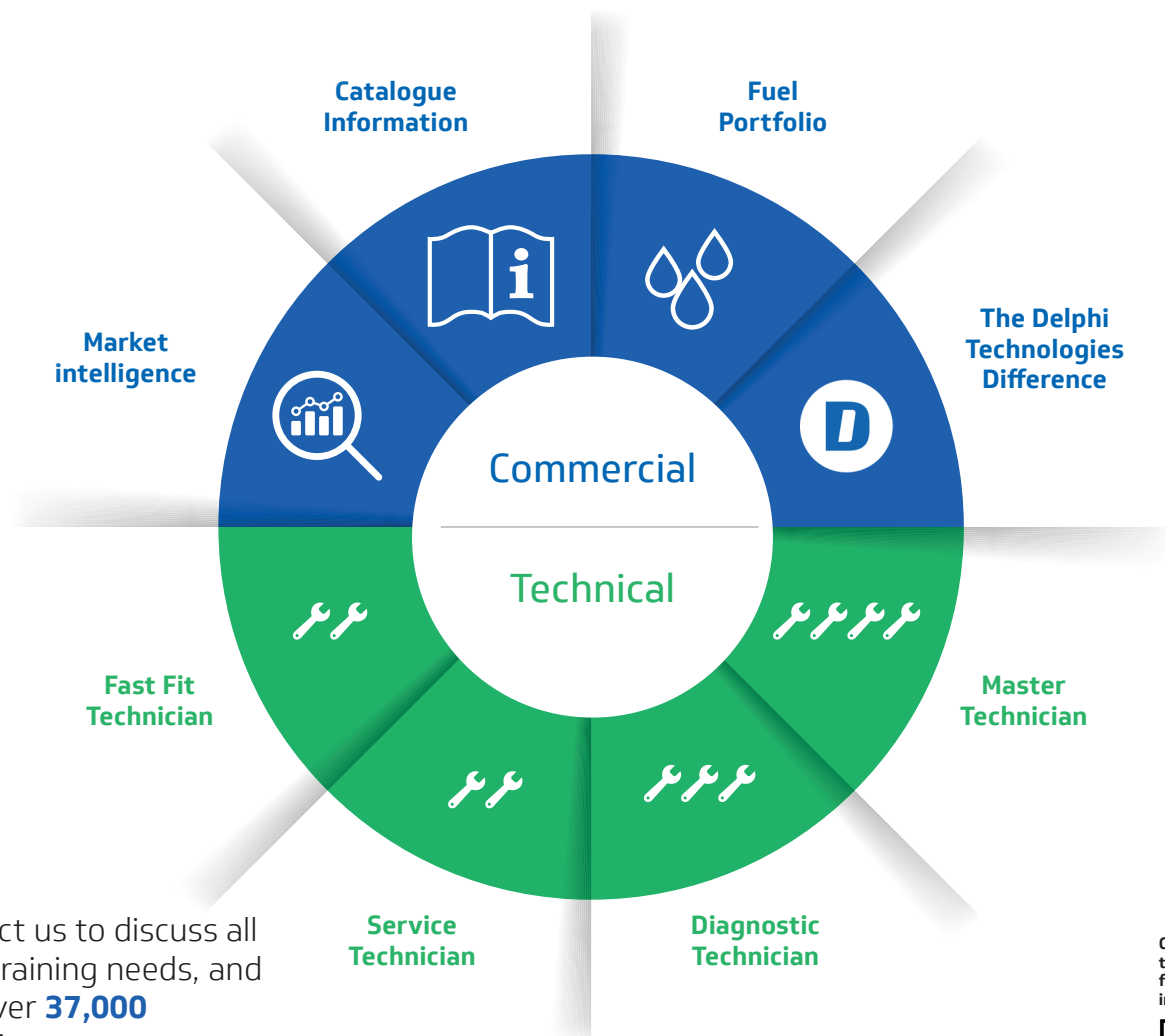 Catalogue
Information
Fuel
Portfolio
Market
intelligence
The Delphi
Technologies
Difference
D
Commercial
Technical
Fast Fit
Technician
Master
Technician
Service
Technician
Diagnostic
Technician
ct us to discuss all
raining needs, and
ver 37,000